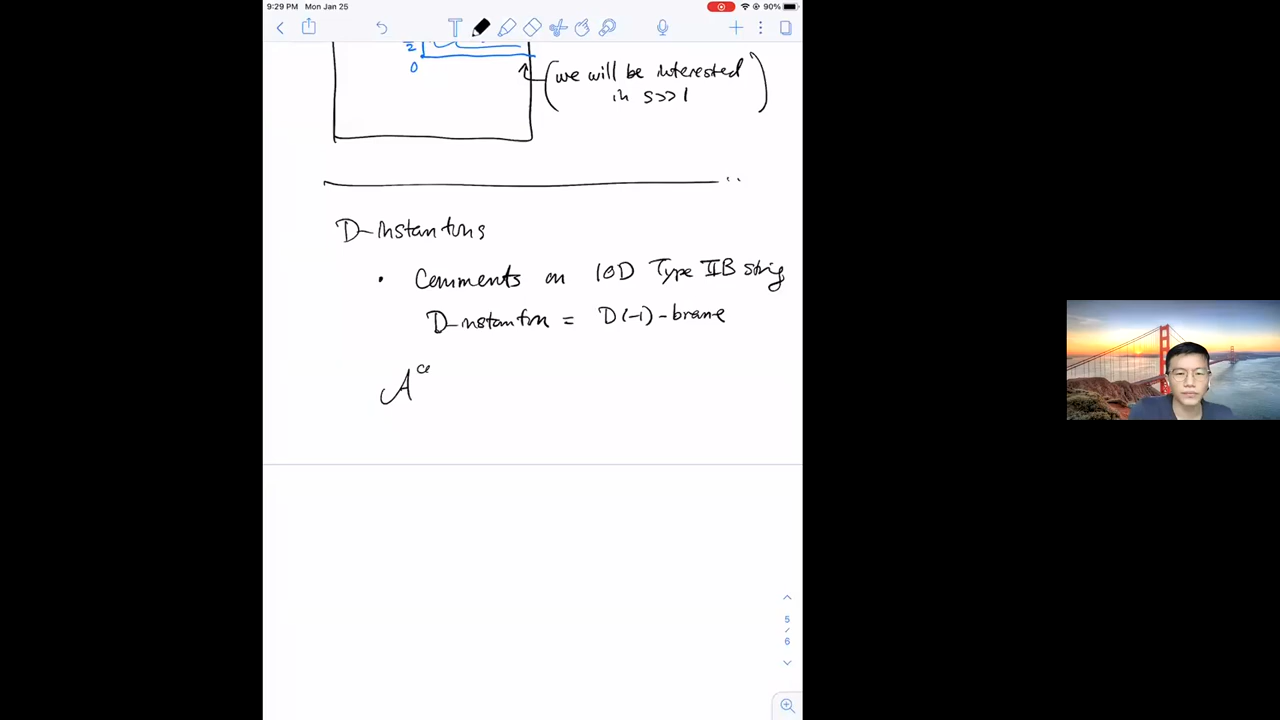 9:29 PM Mon Jan 25
90%
T
2
0
(we will be interested
in s>>1)
D-instantons
• Comments on 10D Type IIB string
D-instanton = D(-1)-brane
A
5
/
6